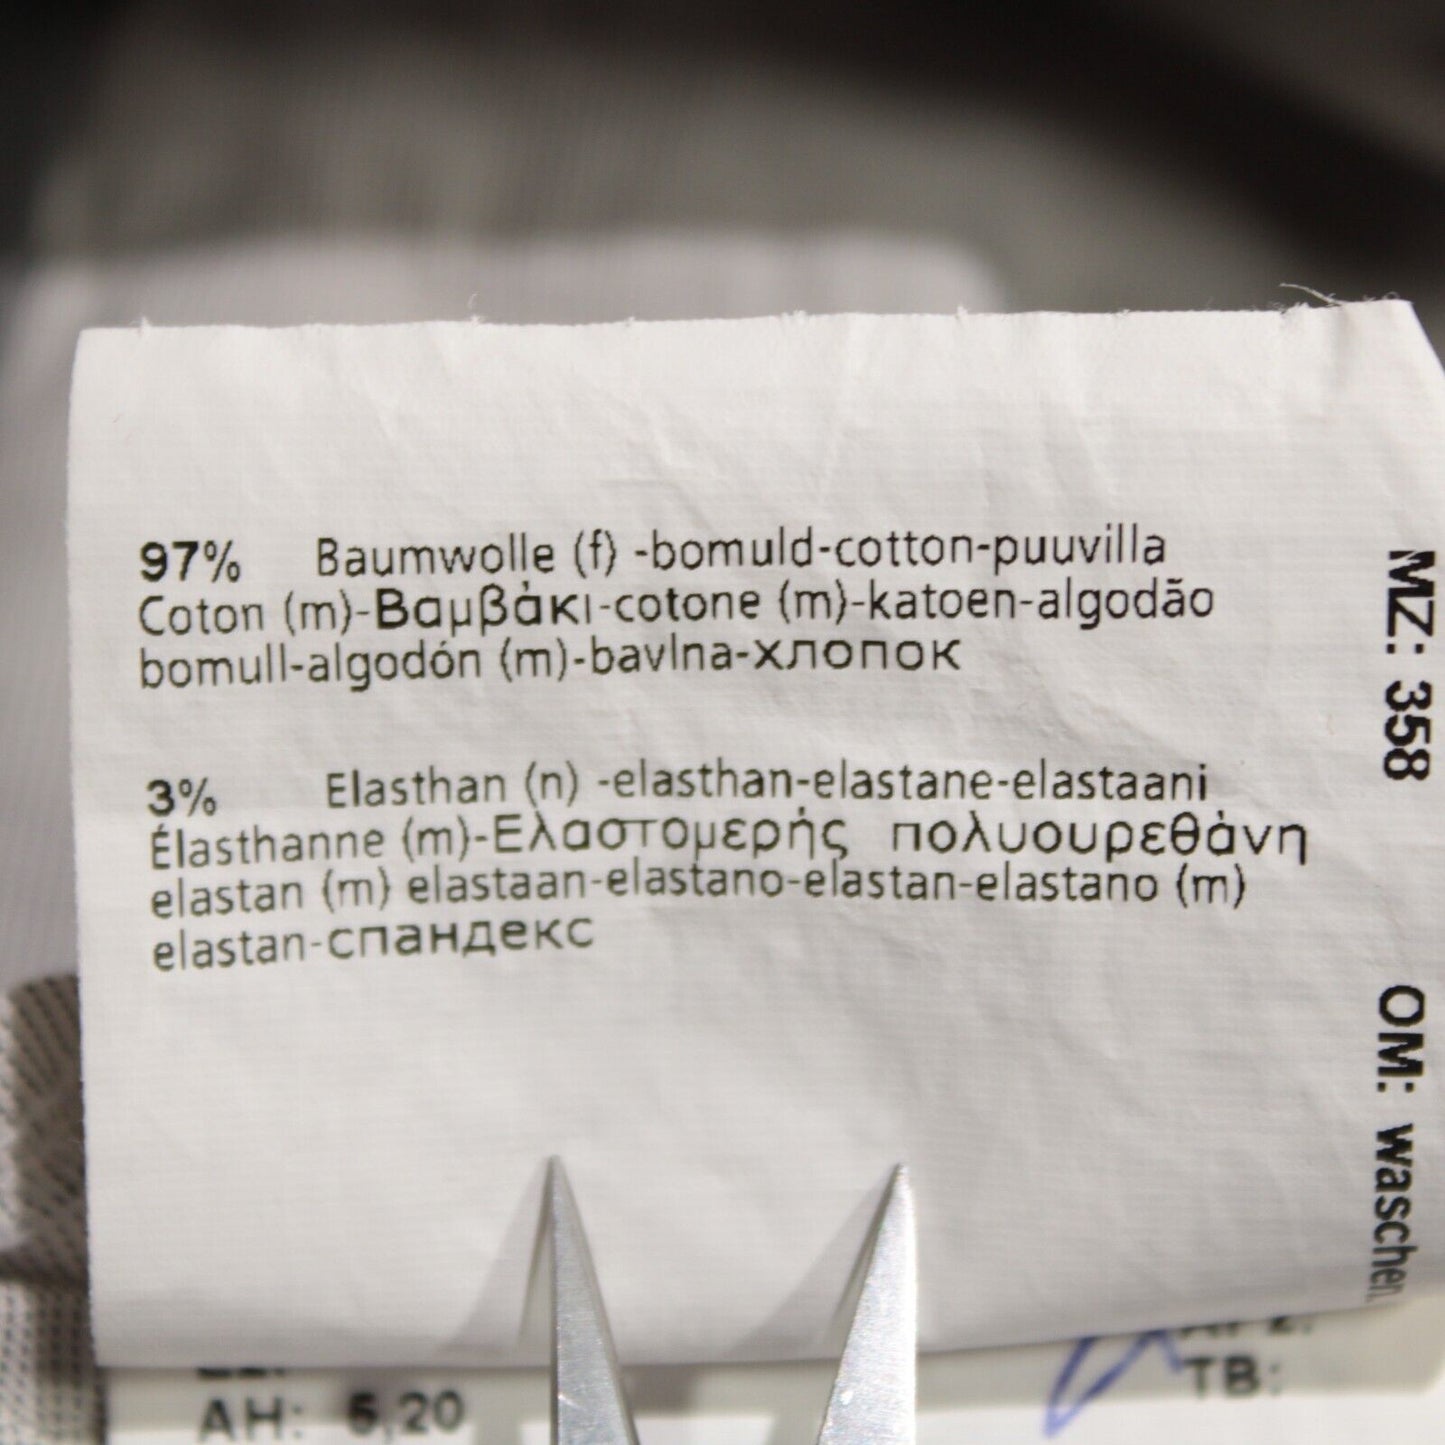 97% Baumwolle (f) -bomuld-cotton-puuvilla
Coton (m)-Βαμβάκι-cotone (m)-katoen-algodão
bomull-algodón (m)-bavlna-хлопок
3% Elasthan (n) -elasthan-elastane-elastaani
Élasthanne (m)-Ελαστομερής πολυουρεθάνη
elastan (m) elastaan-elastano-elastan-elastano (m)
elastan-спандекс
MZ: 358 OM: waschen.
AH: 5,20
TB: